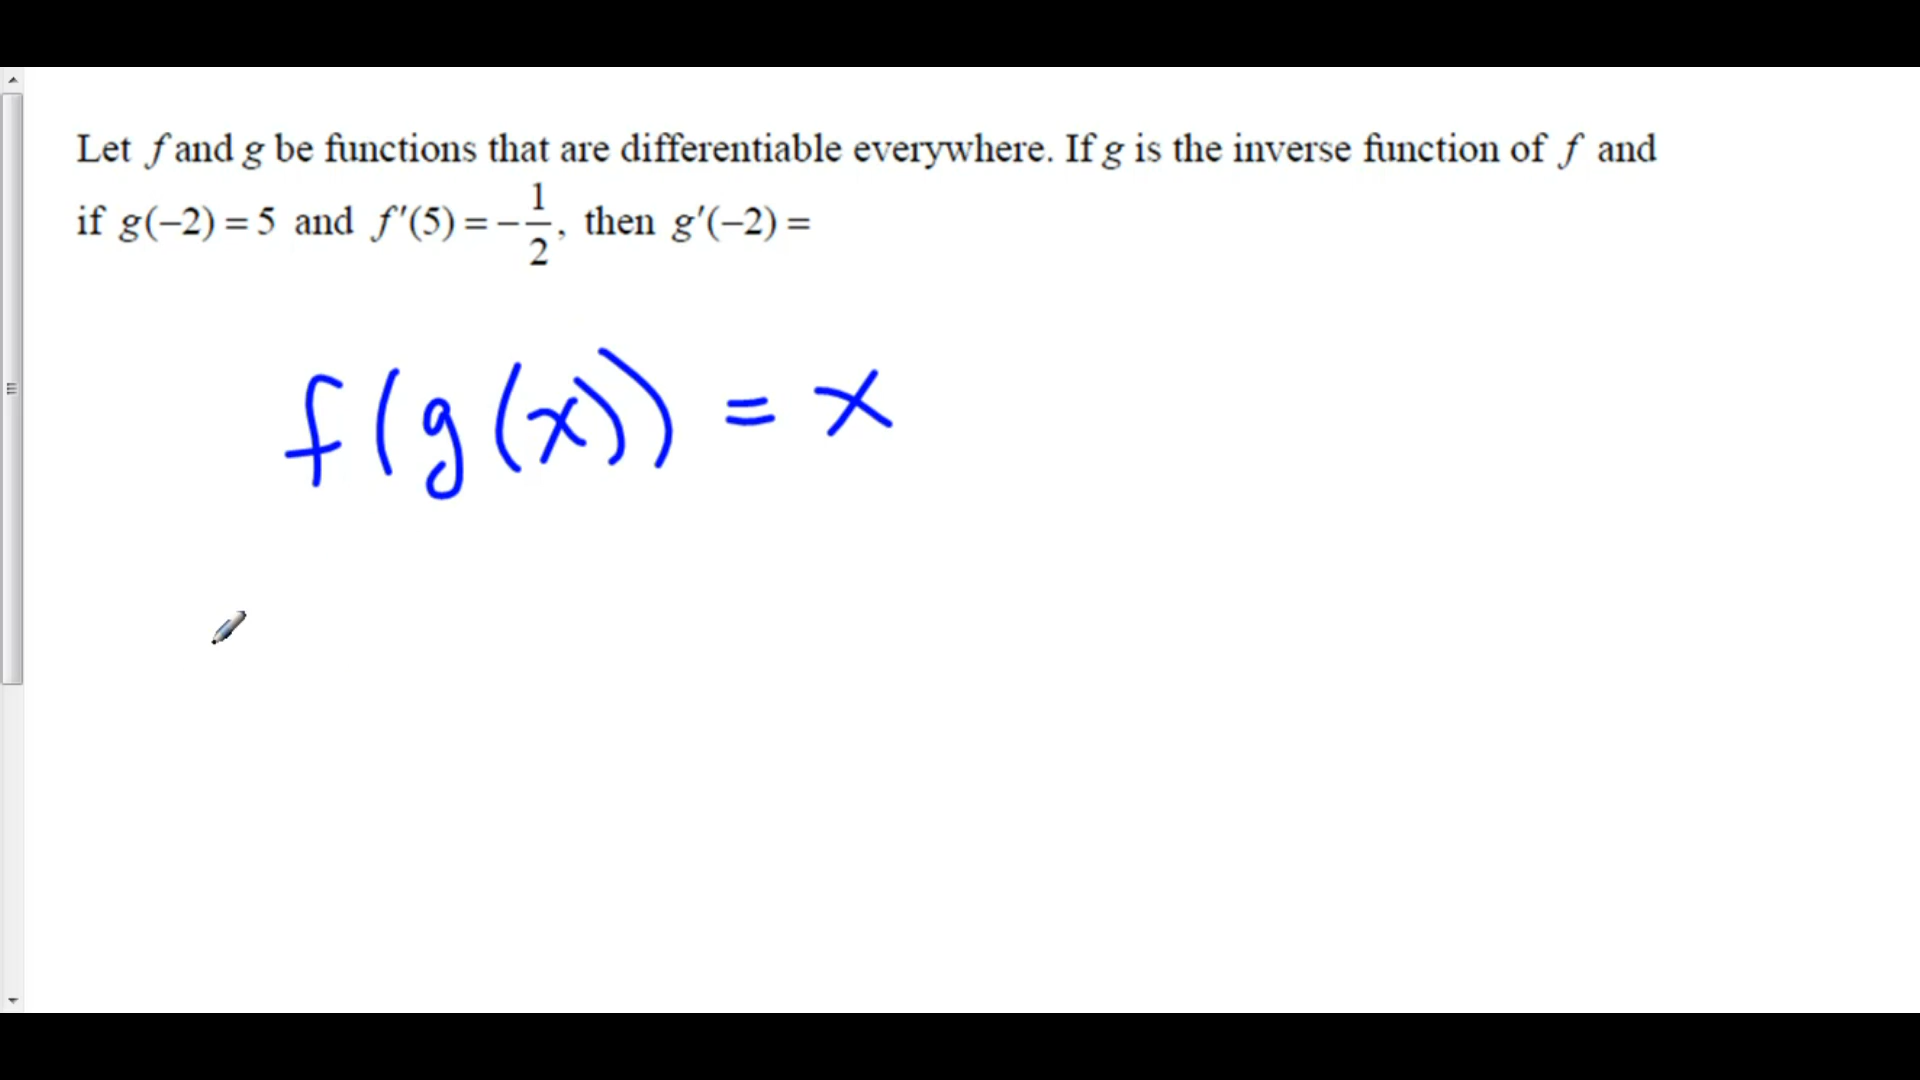 Let f and g be functions that are differentiable everywhere. If g is the inverse function of f and
if g(–2) = 5 and f′(5) = –1/2, then g′(–2) =
f(g(x)) = x